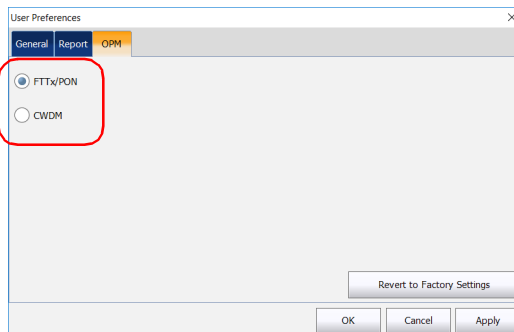 User Preferences
General Report OPM
FTTx/PON
CWDM
Revert to Factory Settings
OK Cancel Apply